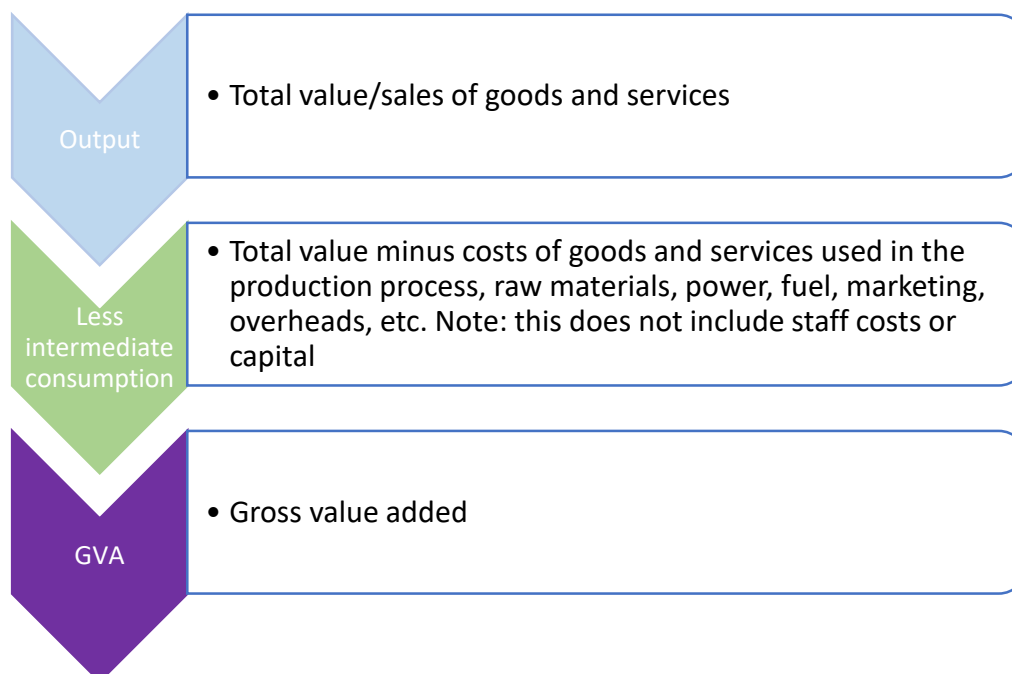 Output
• Total value/sales of goods and services
Less
intermediate
consumption
• Total value minus costs of goods and services used in the
production process, raw materials, power, fuel, marketing,
overheads, etc. Note: this does not include staff costs or
capital
GVA
• Gross value added